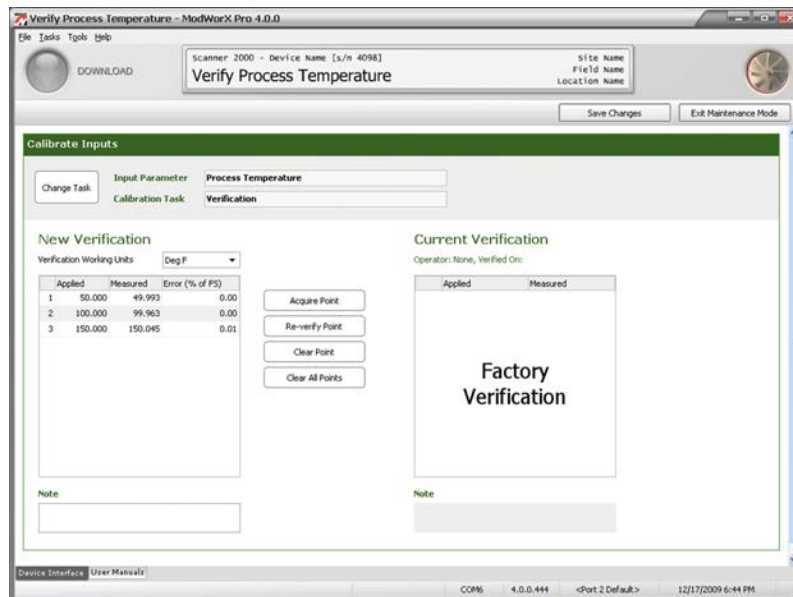 Verify Process Temperature - ModWorX Pro 4.0.0
File Tasks Tools Help
DOWNLOAD
Scanner 2000 - Device Name [s/n 4098]
Verify Process Temperature
Site Name
Field Name
Location Name
Save Changes
Exit Maintenance Mode
Calibrate Inputs
Change Task
Input Parameter Process Temperature
Calibration Task Verification
New Verification
Verification Working Units Deg F
Applied Measured Error (% of FS)
1 50.000 49.993 0.00
2 100.000 99.963 0.00
3 150.000 150.045 0.01
Acquire Point
Re-verify Point
Clear Point
Clear All Points
Note
Current Verification
Operator: None, Verified On:
Applied Measured
Factory
Verification
Note
Device Interface User Manuals
COM6 4.0.0.444 <Port 2 Default> 12/17/2009 6:44 PM